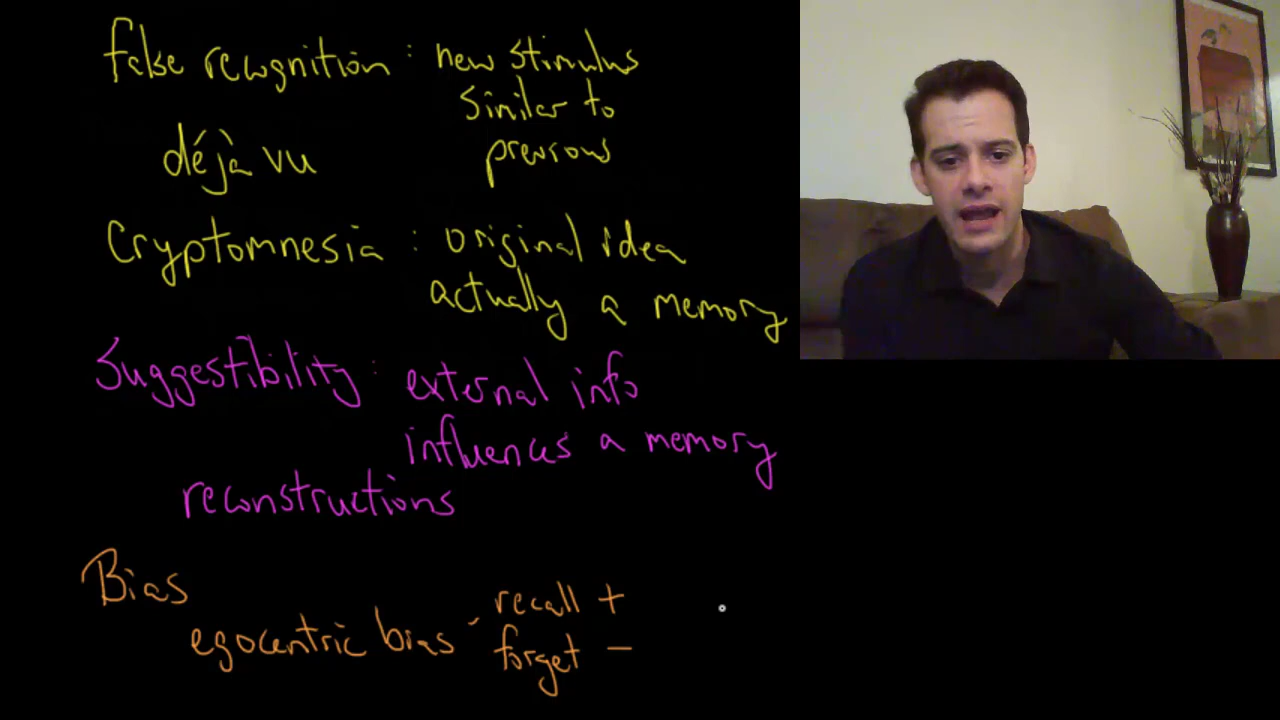 false recognition : new stimulus
similar to
déjà vu
previous
Cryptomnesia : original idea
actually a memory
Suggestibility : external info
influences a memory
reconstructions
Bias
recall +
egocentric bias -
forget -